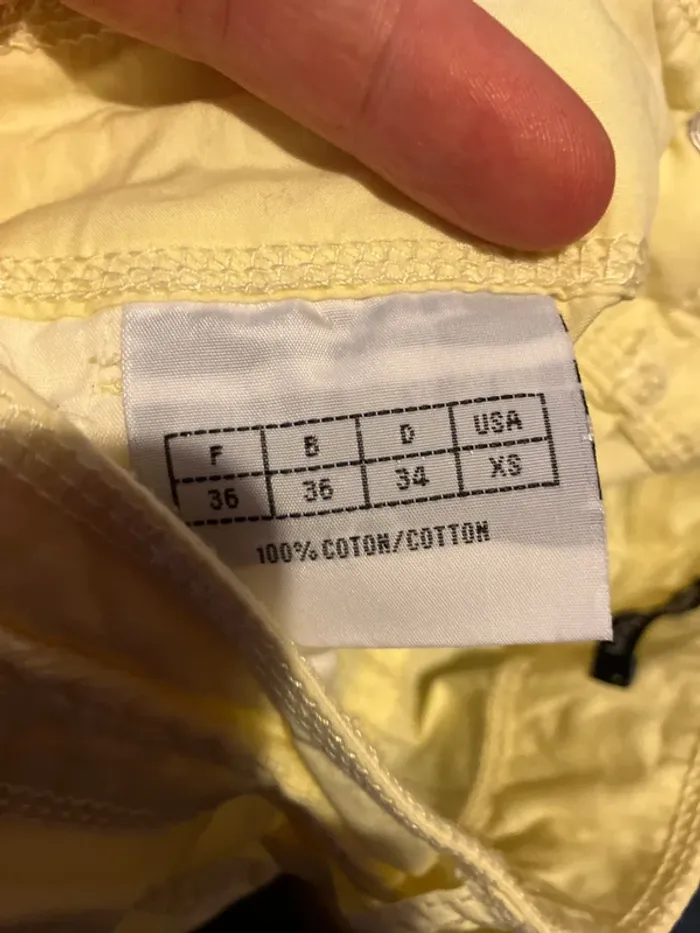 F B D USA
36 36 34 XS
100% COTON/COTTON